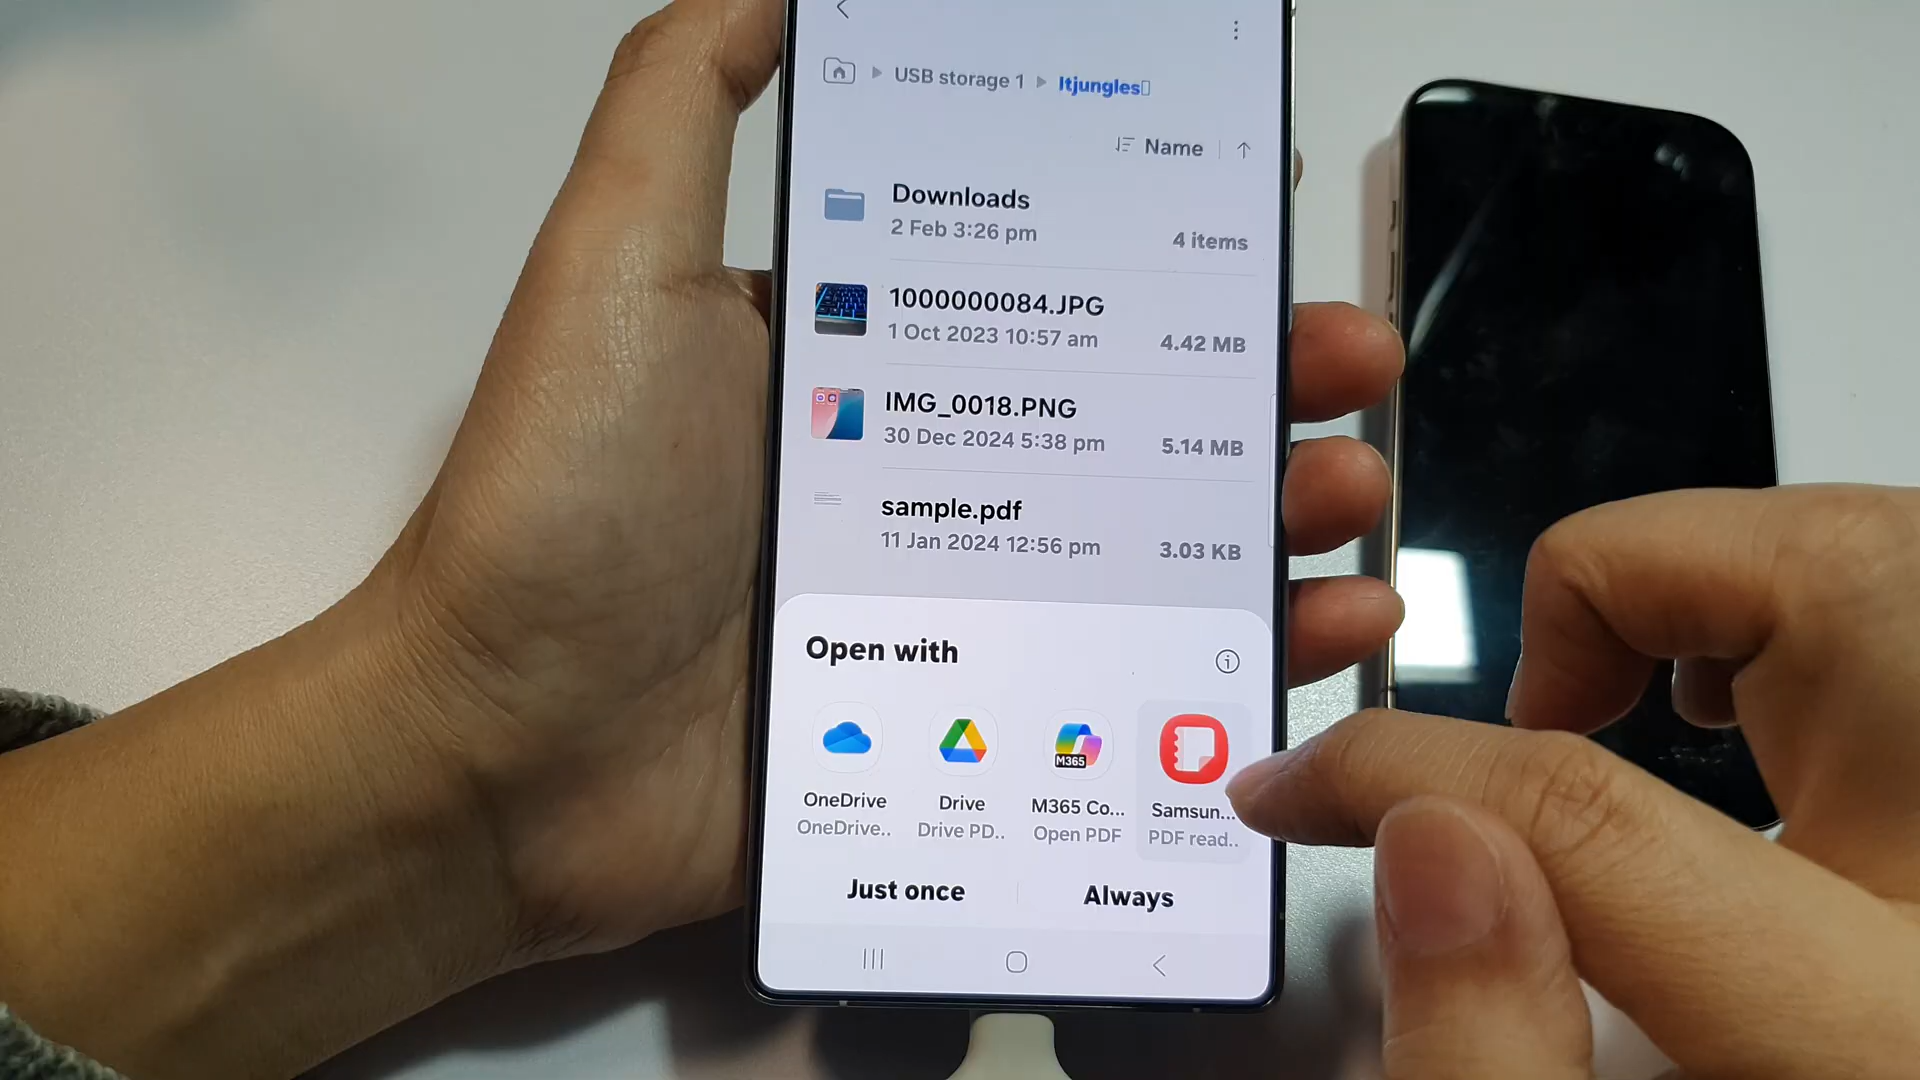 USB storage 1
Itjungles
Name
Downloads
2 Feb 3:26 pm
4 items
1000000084.JPG
1 Oct 2023 10:57 am
4.42 MB
IMG_0018.PNG
30 Dec 2024 5:38 pm
5.14 MB
sample.pdf
11 Jan 2024 12:56 pm
3.03 KB
Open with
M365
OneDrive
OneDrive..
Drive
Drive PD..
M365 Co...
Open PDF
Samsun...
PDF read..
Just once
Always